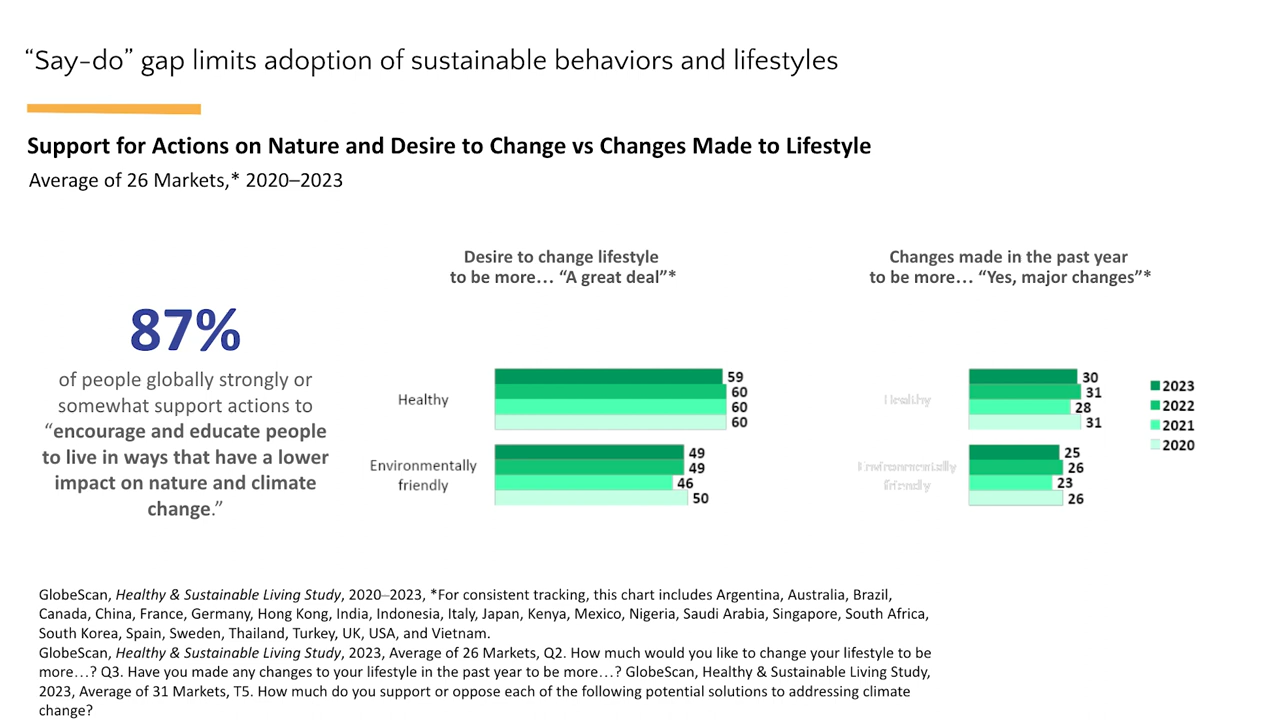 “Say-do” gap limits adoption of sustainable behaviors and lifestyles
Support for Actions on Nature and Desire to Change vs Changes Made to Lifestyle
Average of 26 Markets,* 2020–2023
87%
of people globally strongly or
somewhat support actions to
“encourage and educate people
to live in ways that have a lower
impact on nature and climate
change.”
Desire to change lifestyle
to be more… “A great deal”*
Healthy
59
60
60
60
Environmentally
friendly
49
49
46
50
Changes made in the past year
to be more… “Yes, major changes”*
Healthy
30
31
28
31
Environmentally
friendly
25
26
23
26
2023
2022
2021
2020
GlobeScan, Healthy & Sustainable Living Study, 2020–2023, *For consistent tracking, this chart includes Argentina, Australia, Brazil,
Canada, China, France, Germany, Hong Kong, India, Indonesia, Italy, Japan, Kenya, Mexico, Nigeria, Saudi Arabia, Singapore, South Africa,
South Korea, Spain, Sweden, Thailand, Turkey, UK, USA, and Vietnam.
GlobeScan, Healthy & Sustainable Living Study, 2023, Average of 26 Markets, Q2. How much would you like to change your lifestyle to be
more…? Q3. Have you made any changes to your lifestyle in the past year to be more…? GlobeScan, Healthy & Sustainable Living Study,
2023, Average of 31 Markets, T5. How much do you support or oppose each of the following potential solutions to addressing climate
change?